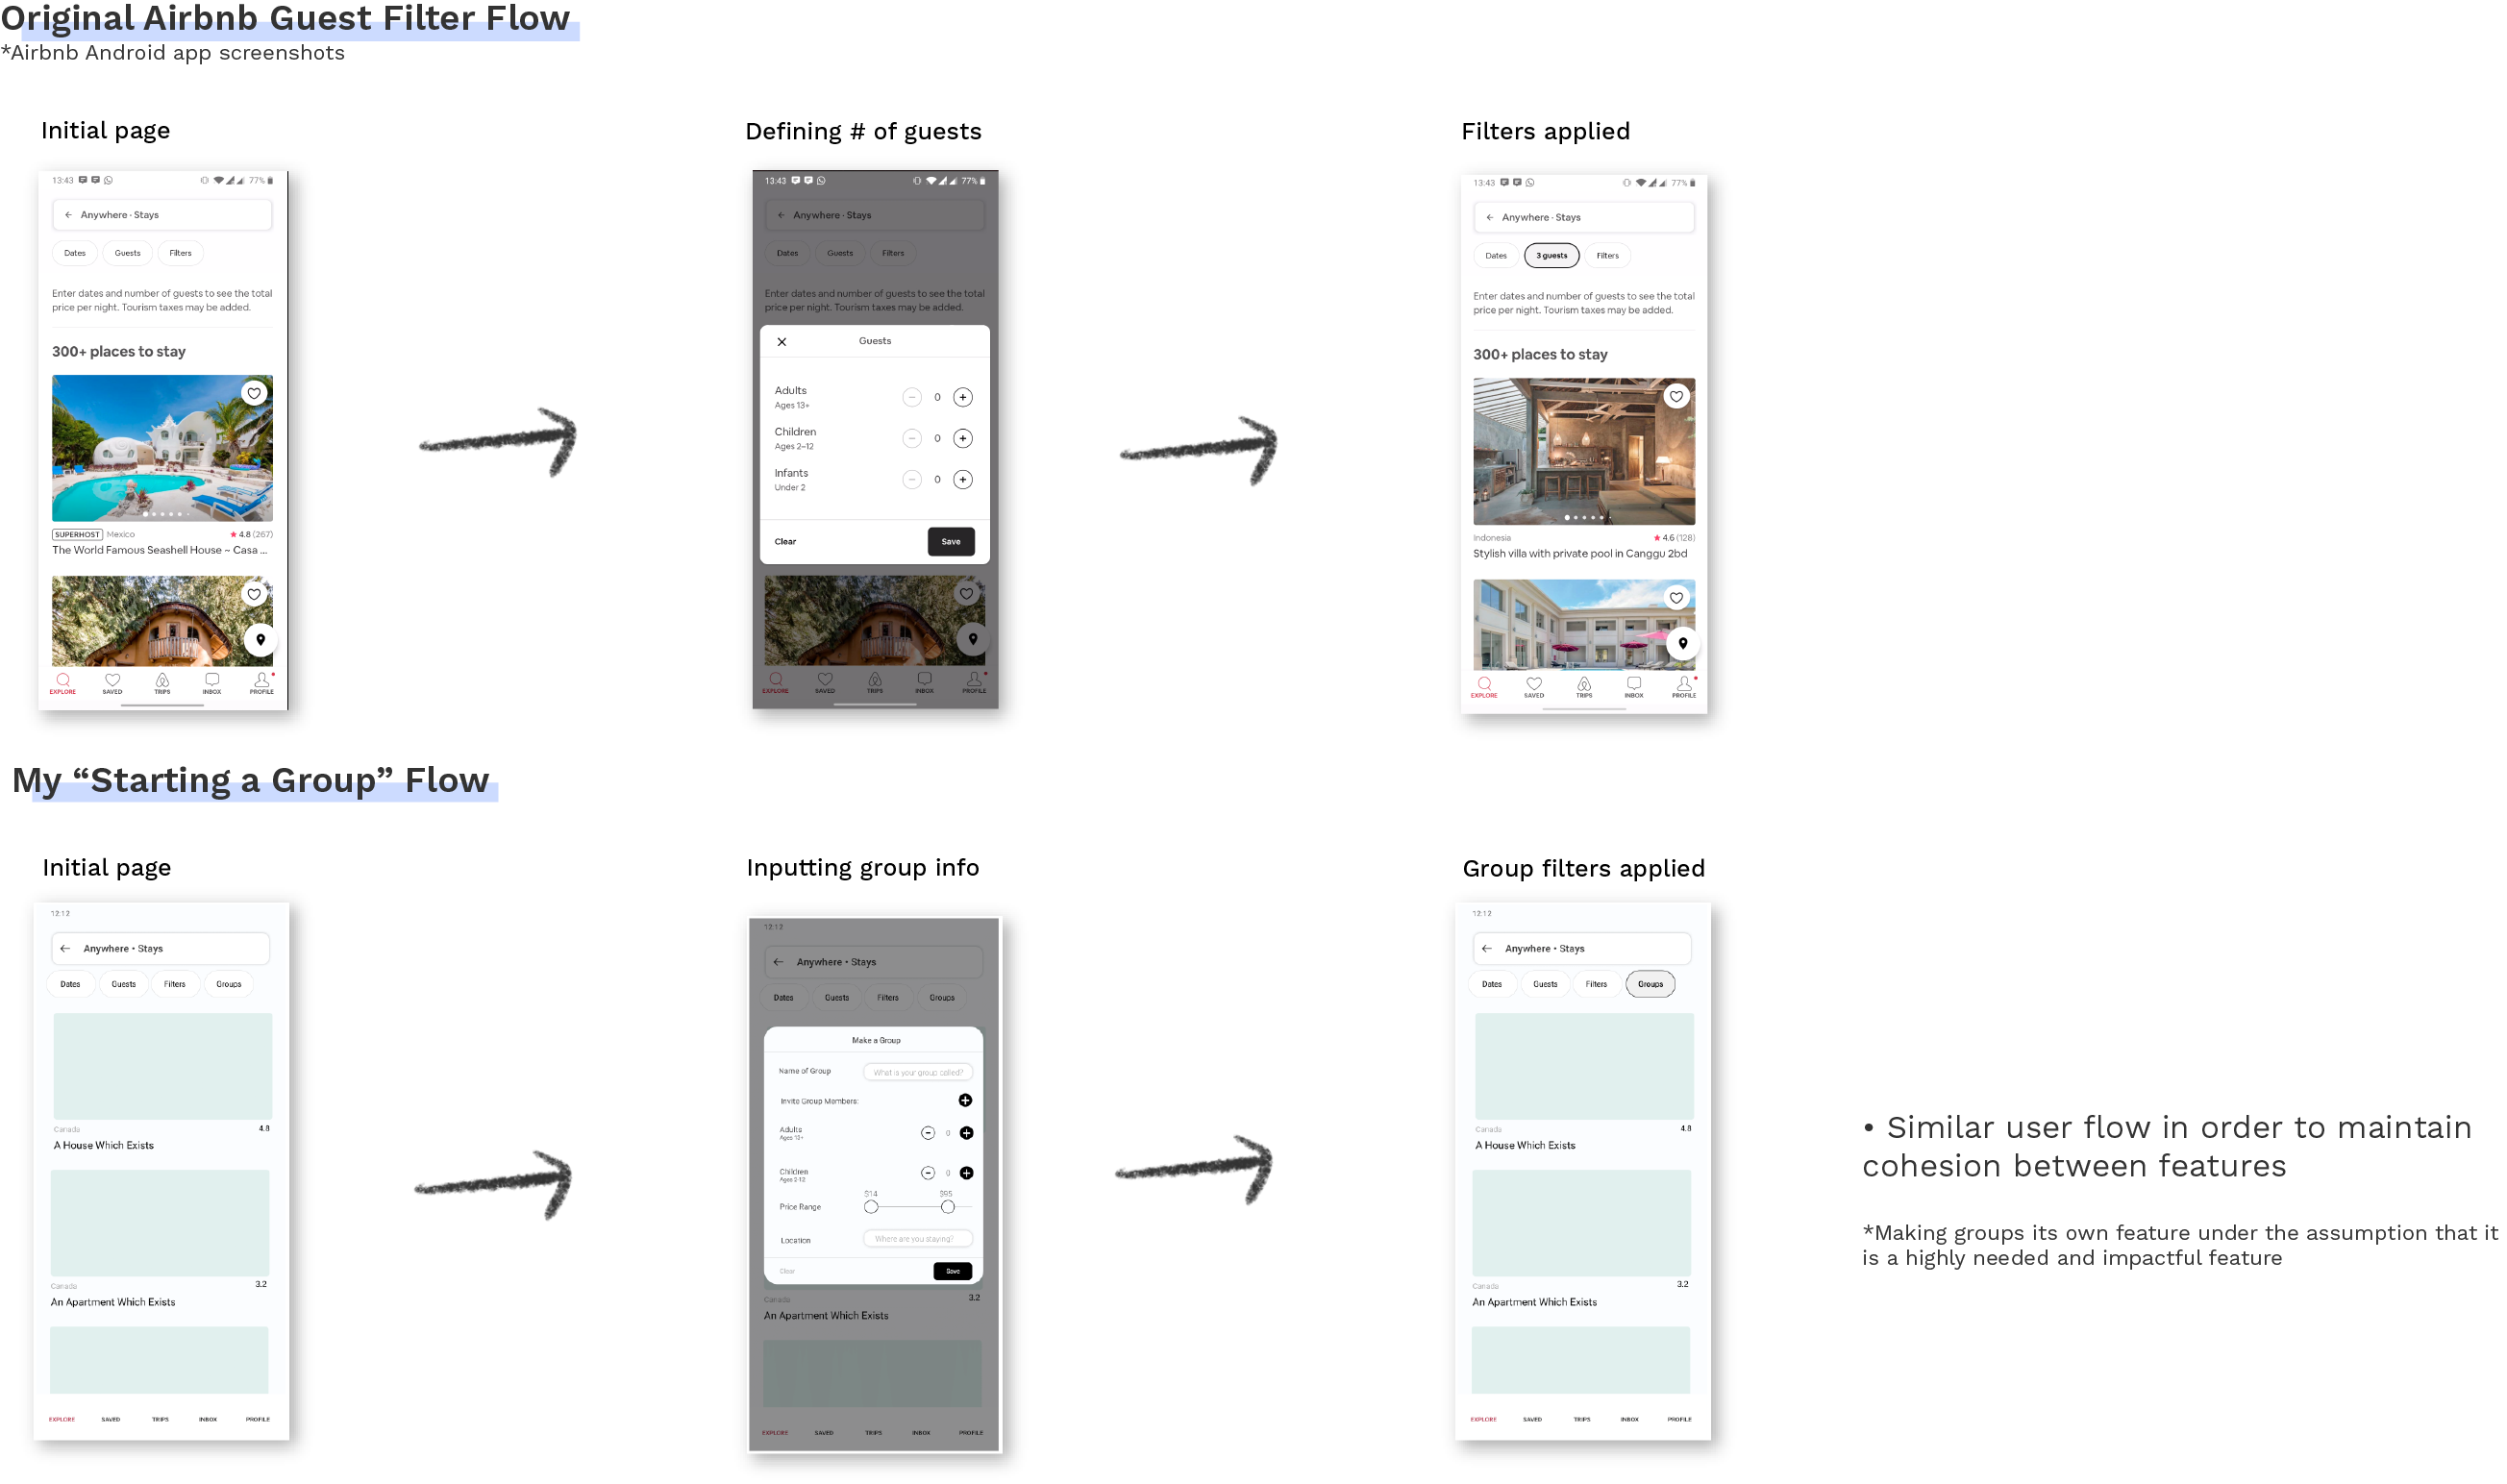 Original Airbnb Guest Filter Flow
*Airbnb Android app screenshots
Initial page
13:43
77%
Anywhere · Stays
Dates
Guests
Filters
Enter dates and number of guests to see the total
price per night. Tourism taxes may be added.
300+ places to stay
SUPERHOST Mexico
4.8 (267)
The World Famous Seashell House ~ Casa ...
EXPLORE
SAVED
TRIPS
INBOX
PROFILE
Defining # of guests
13:43
77%
Anywhere · Stays
Dates
Guests
Filters
Enter dates and number of guests to see the total
price per night. Tourism taxes may be added.
Guests
Adults
Ages 13+
0
Children
Ages 2–12
0
Infants
Under 2
0
Clear
Save
EXPLORE
SAVED
TRIPS
INBOX
PROFILE
Filters applied
13:43
77%
Anywhere · Stays
Dates
3 guests
Filters
Enter dates and number of guests to see the total
price per night. Tourism taxes may be added.
300+ places to stay
Indonesia
4.6 (128)
Stylish villa with private pool in Canggu 2bd
EXPLORE
SAVED
TRIPS
INBOX
PROFILE
My “Starting a Group” Flow
Initial page
12:12
Anywhere • Stays
Dates
Guests
Filters
Groups
Canada
4.8
A House Which Exists
Canada
3.2
An Apartment Which Exists
EXPLORE
SAVED
TRIPS
INBOX
PROFILE
Inputting group info
12:12
Anywhere • Stays
Dates
Guests
Filters
Groups
Make a Group
Name of Group
What is your group called?
Invite Group Members:
Adults
Ages 13+
0
Children
Ages 2-12
0
$14
$95
Price Range
Location
Where are you staying?
Clear
Save
Canada
3.2
An Apartment Which Exists
EXPLORE
SAVED
TRIPS
INBOX
PROFILE
Group filters applied
12:12
Anywhere • Stays
Dates
Guests
Filters
Groups
Canada
4.8
A House Which Exists
Canada
3.2
An Apartment Which Exists
EXPLORE
SAVED
TRIPS
INBOX
PROFILE
• Similar user flow in order to maintain
cohesion between features
*Making groups its own feature under the assumption that it
is a highly needed and impactful feature